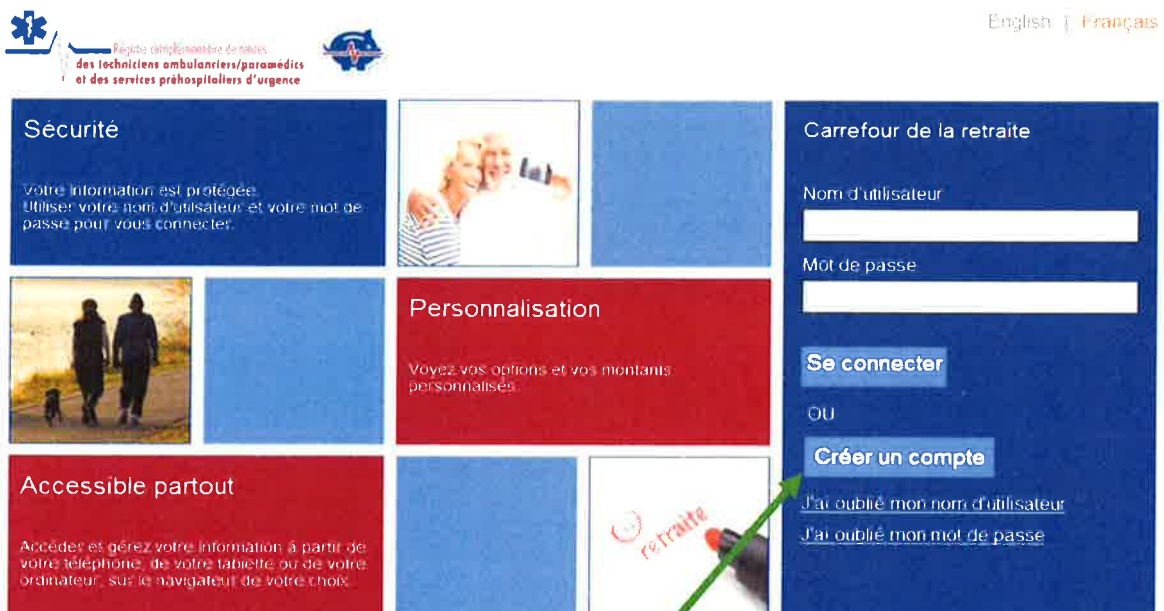 English | Français
Régime complémentaire de rentes
des techniciens ambulanciers/paramédics
et des services préhospitaliers d'urgence
Sécurité
Votre information est protégée.
Utiliser votre nom d'utilisateur et votre mot de
passe pour vous connecter.
Personnalisation
Voyez vos options et vos montants
personnalisés.
Accessible partout
Accéder et gérez votre information à partir de
votre téléphone, de votre tablette ou de votre
ordinateur, sur le navigateur de votre choix.
retraite
Carrefour de la retraite
Nom d'utilisateur
Mot de passe
Se connecter
OU
Créer un compte
J'ai oublié mon nom d'utilisateur
J'ai oublié mon mot de passe